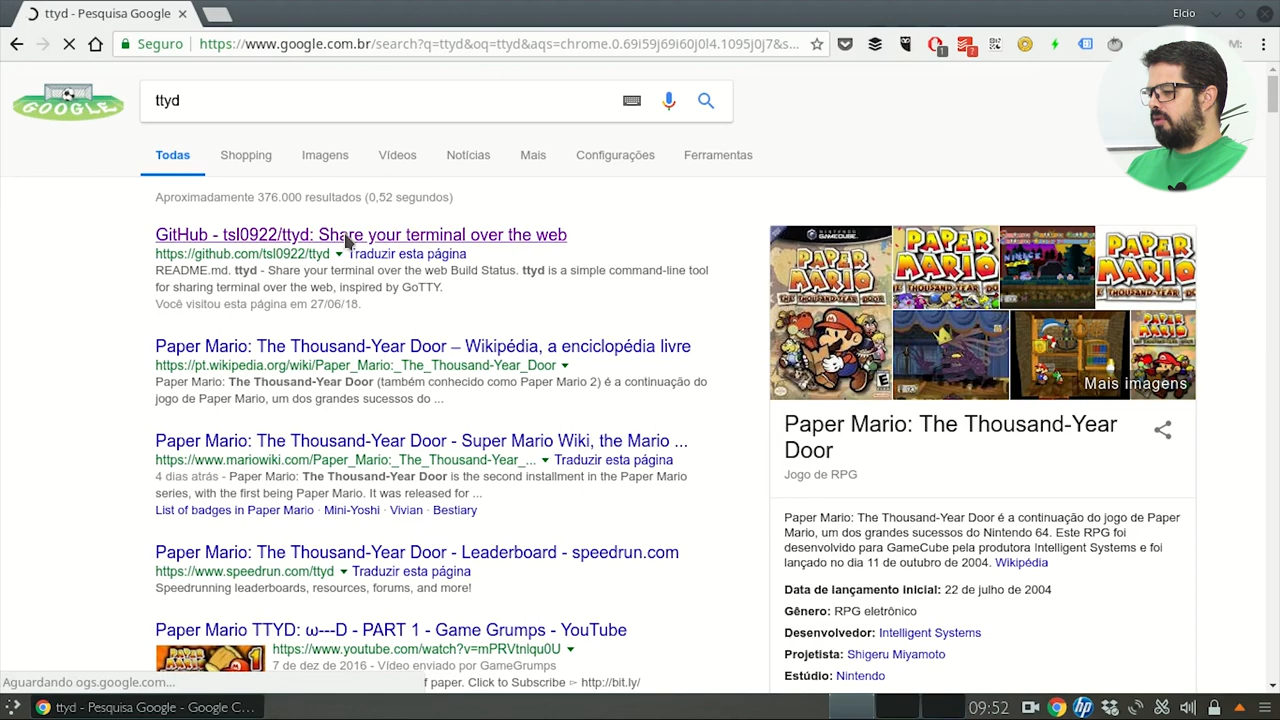 ttyd - Pesquisa Google
Elcio
Seguro https://www.google.com.br/search?q=ttyd&oq=ttyd&aqs=chrome.0.69i59j69i60j0l4.1095j0j7&s...
1
?
M:
GOOGLE
ttyd
Todas Shopping Imagens Vídeos Notícias Mais Configurações Ferramentas
Aproximadamente 376.000 resultados (0,52 segundos)
GitHub - tsl0922/ttyd: Share your terminal over the web
https://github.com/tsl0922/ttyd Traduzir esta página
README.md. ttyd - Share your terminal over the web Build Status. ttyd is a simple command-line tool
for sharing terminal over the web, inspired by GoTTY.
Você visitou esta página em 27/06/18.
Paper Mario: The Thousand-Year Door – Wikipédia, a enciclopédia livre
https://pt.wikipedia.org/wiki/Paper_Mario:_The_Thousand-Year_Door
Paper Mario: The Thousand-Year Door (também conhecido como Paper Mario 2) é a continuação do
jogo de Paper Mario, um dos grandes sucessos do ...
Paper Mario: The Thousand-Year Door - Super Mario Wiki, the Mario ...
https://www.mariowiki.com/Paper_Mario:_The_Thousand-Year_... Traduzir esta página
4 dias atrás - Paper Mario: The Thousand-Year Door is the second installment in the Paper Mario
series, with the first being Paper Mario. It was released for ...
List of badges in Paper Mario · Mini-Yoshi · Vivian · Bestiary
Paper Mario: The Thousand-Year Door - Leaderboard - speedrun.com
https://www.speedrun.com/ttyd Traduzir esta página
Speedrunning leaderboards, resources, forums, and more!
Paper Mario TTYD: ω---D - PART 1 - Game Grumps - YouTube
https://www.youtube.com/watch?v=mPRVtnlqu0U
7 de dez de 2016 - Vídeo enviado por GameGrumps
f paper. Click to Subscribe ▻ http://bit.ly/
Aguardando ogs.google.com...
Mais imagens
Paper Mario: The Thousand-Year
Door
Jogo de RPG
Paper Mario: The Thousand-Year Door é a continuação do jogo de Paper
Mario, um dos grandes sucessos do Nintendo 64. Este RPG foi
desenvolvido para GameCube pela produtora Intelligent Systems e foi
lançado no dia 11 de outubro de 2004. Wikipédia
Data de lançamento inicial: 22 de julho de 2004
Gênero: RPG eletrônico
Desenvolvedor: Intelligent Systems
Projetista: Shigeru Miyamoto
Estúdio: Nintendo
ttyd - Pesquisa Google - Google C...
09:52